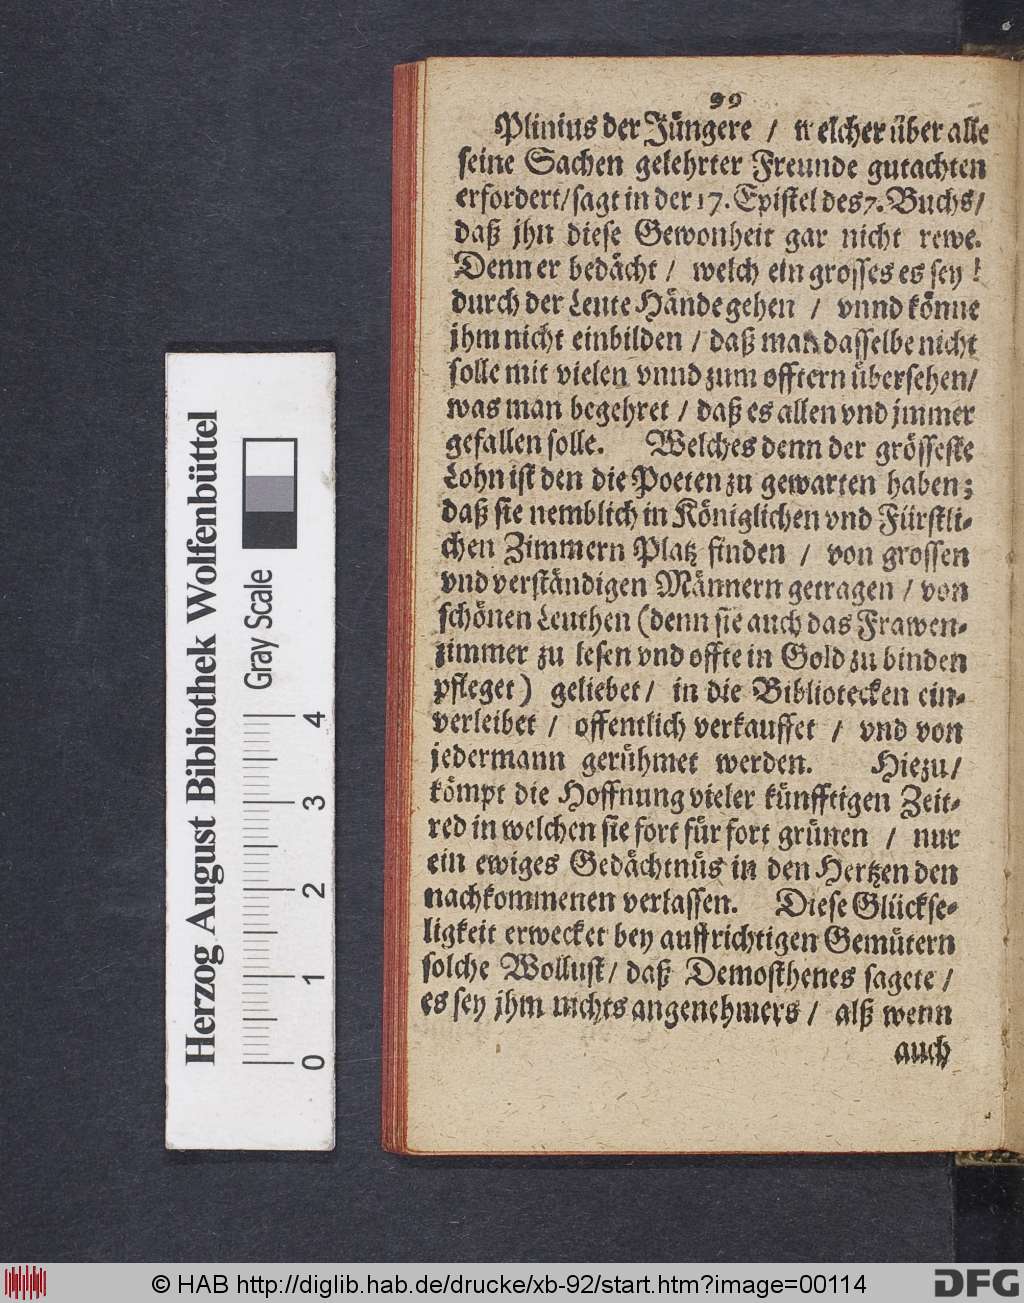 99
Plinius der Jüngere / welcher über alle
seine Sachen gelehrter Freunde gutachten
erfordert/sagt in der 17. Epistel des 7. Buchs/
daß jhn diese Gewonheit gar nicht rewe.
Denn er bedächt / welch ein grosses es sey !
durch der Leute Hände gehen / vnnd könne
jhm nicht einbilden / daß man dasselbe nicht
solle mit vielen vnnd zum offtern übersehen/
was man begehret / daß es allen vnd jmmer
gefallen solle. Welches denn der grösseste
Lohn ist den die Poeten zu gewarten haben;
daß sie nemblich in Königlichen vnd Fürstli-
chen Zimmern Platz finden / von grossen
vnd verständigen Männern getragen / von
schönen Leuthen (denn sie auch das Frawen-
zimmer zu lesen vnd offte in Gold zu binden
pfleget) geliebet / in die Bibliotecken ein-
verleibet / offentlich verkauffet / vnd von
jedermann gerühmet werden. Hiezu/
kömpt die Hoffnung vieler künfftigen Zeit-
red in welchen sie fort für fort grünen / nur
ein ewiges Gedächtnüs in den Hertzen den
nachkommenen verlassen. Diese Glückse-
ligkeit erwecket bey auffrichtigen Gemütern
solche Wollust / daß Demosthenes sagete /
es sey jhm nichts angenehmers / alß wenn
auch
Herzog August Bibliothek Wolfenbüttel
Gray Scale
0 1 2 3 4
© HAB http://diglib.hab.de/drucke/xb-92/start.htm?image=00114
DFG